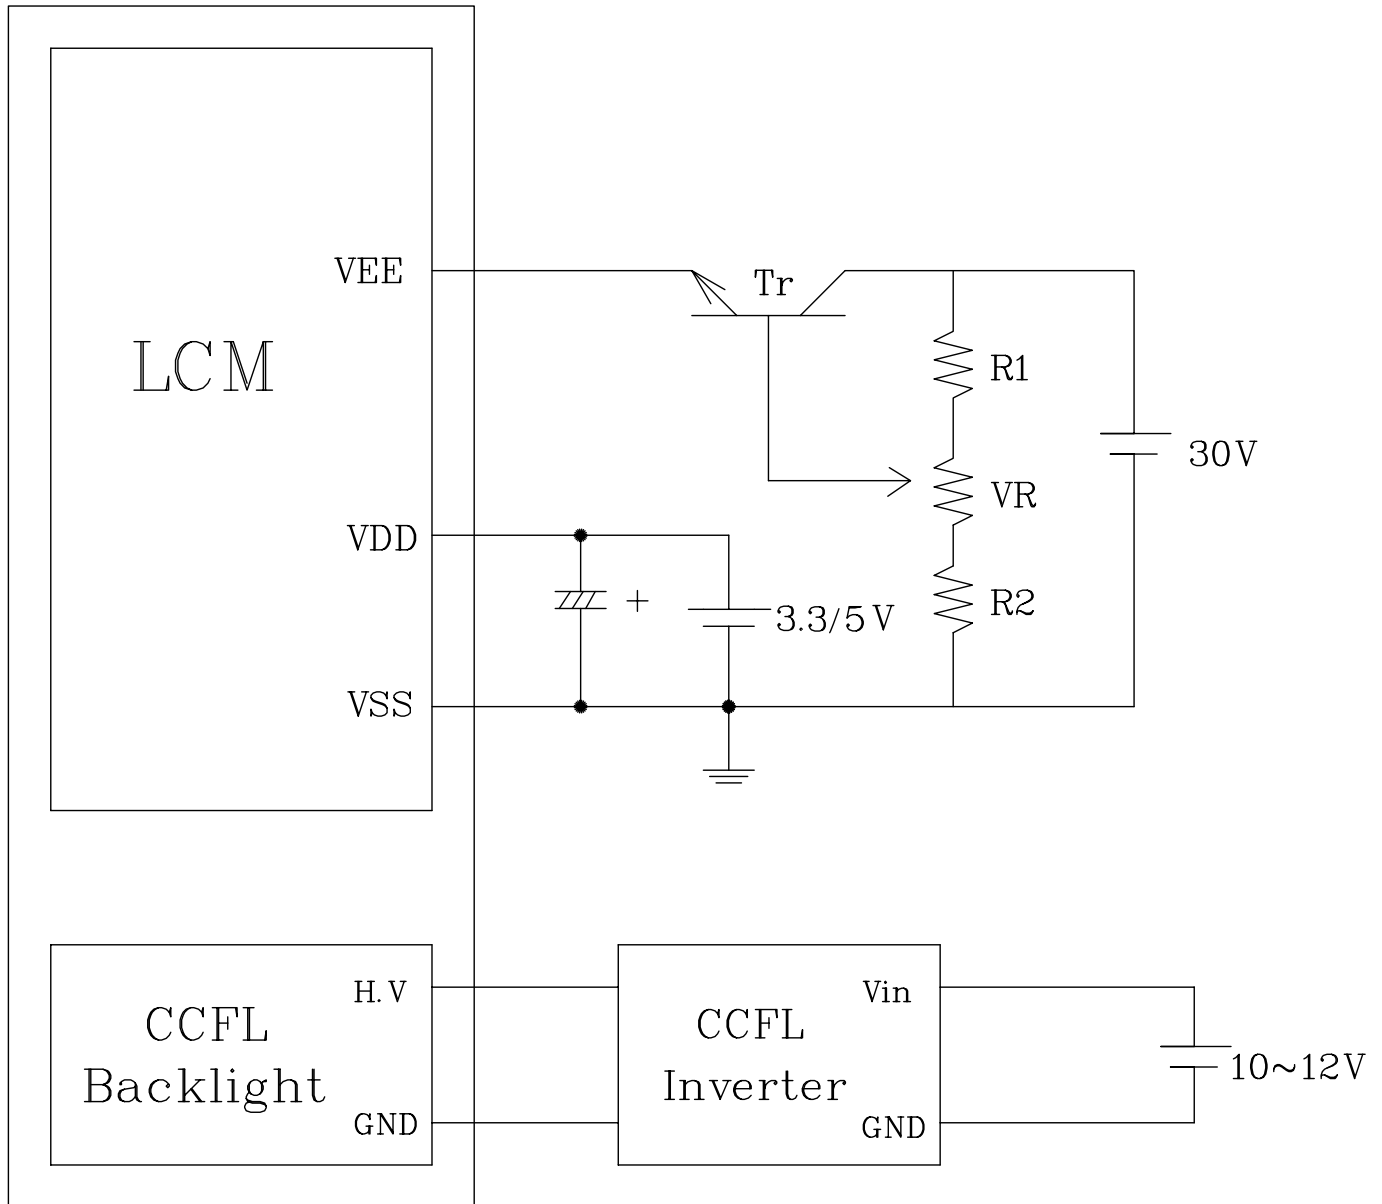 VEE
Tr
LCM
R1
30V
VR
VDD
+
3.3/5V
R2
VSS
H.V
Vin
CCFL
Backlight
CCFL
Inverter
10~12V
GND
GND